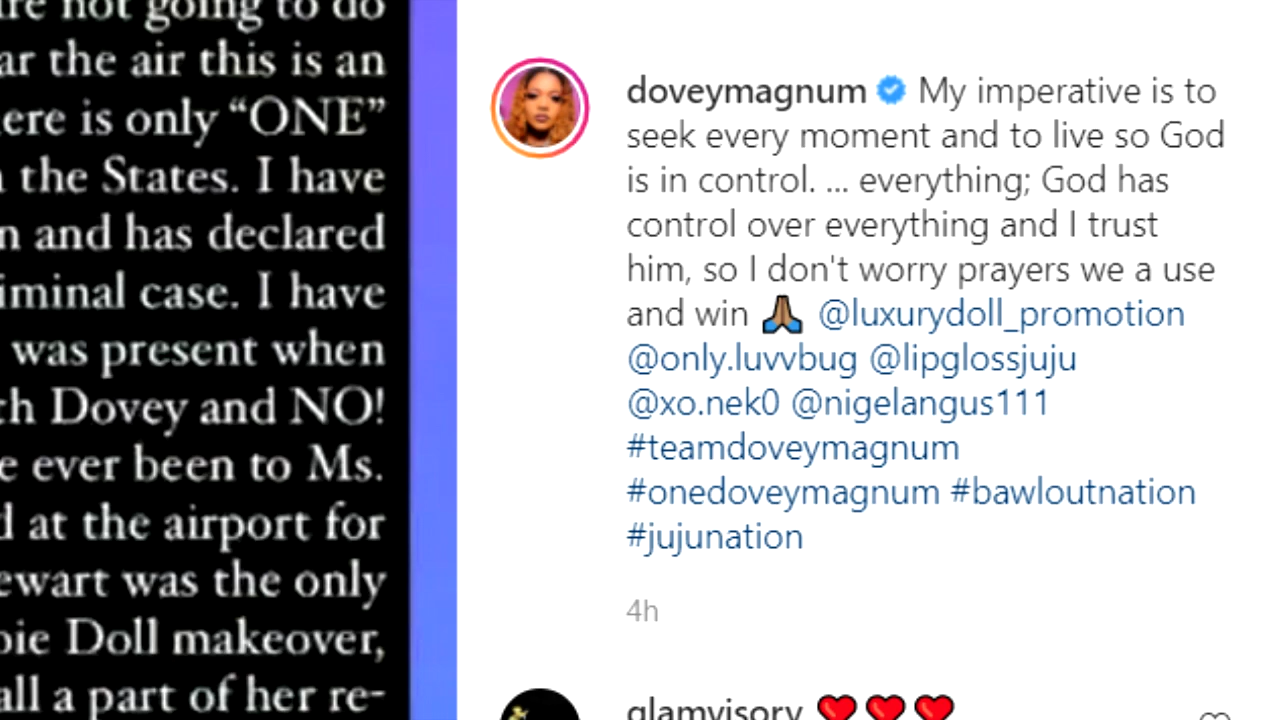 re not going to do
ar the air this is an
ere is only “ONE”
the States. I have
n and has declared
iminal case. I have
was present when
th Dovey and NO!
e ever been to Ms.
d at the airport for
ewart was the only
bie Doll makeover,
all a part of her re-
doveymagnum My imperative is to
seek every moment and to live so God
is in control. ... everything; God has
control over everything and I trust
him, so I don't worry prayers we a use
and win 🙏🏾 @luxurydoll_promotion
@only.luvvbug @lipglossjuju
@xo.nek0 @nigelangus111
#teamdoveymagnum
#onedoveymagnum #bawloutnation
#jujunation
4h
glamvisory ❤️❤️❤️